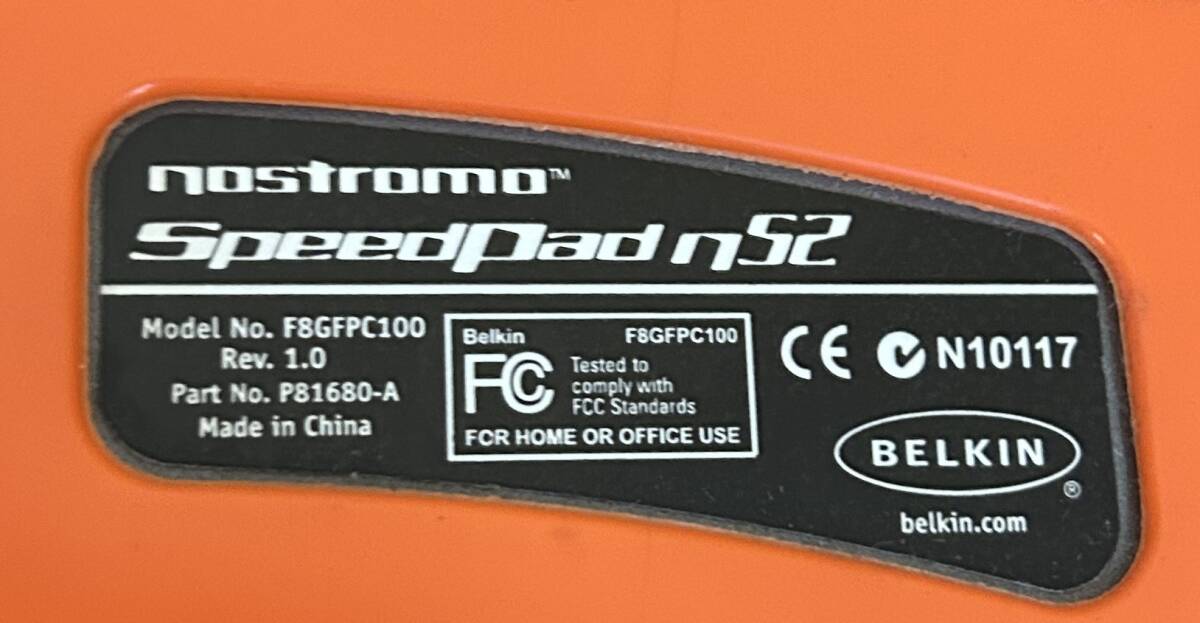 nostromo™
SpeedPad n52
Model No. F8GFPC100
Rev. 1.0
Part No. P81680-A
Made in China
Belkin F8GFPC100
FC
Tested to
comply with
FCC Standards
FOR HOME OR OFFICE USE
CE N10117
BELKIN®
belkin.com